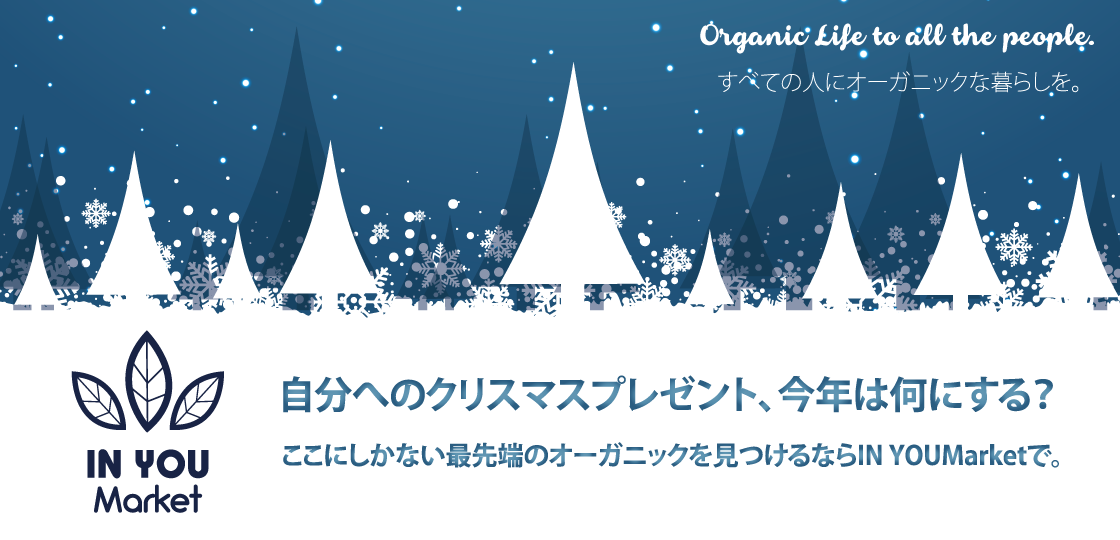 Organic Life to all the people.
すべての人にオーガニックな暮らしを。
自分へのクリスマスプレゼント、今年は何にする？
ここにしかない最先端のオーガニックを見つけるならIN YOUMarketで。
IN YOU
Market